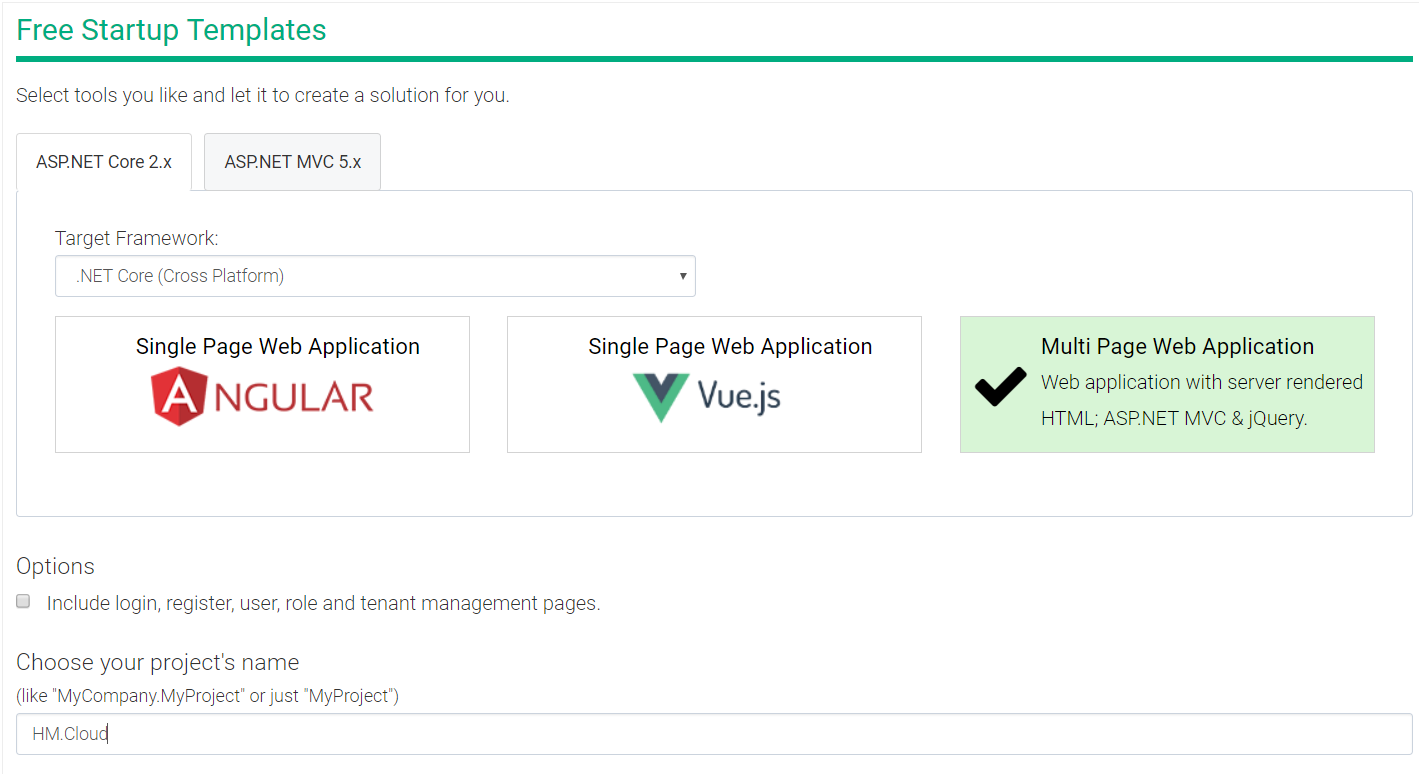 Free Startup Templates
Select tools you like and let it to create a solution for you.
ASP.NET Core 2.x
ASP.NET MVC 5.x
Target Framework:
.NET Core (Cross Platform)
Single Page Web Application
ANGULAR
Single Page Web Application
Vue.js
Multi Page Web Application
Web application with server rendered
HTML; ASP.NET MVC & jQuery.
Options
Include login, register, user, role and tenant management pages.
Choose your project's name
(like "MyCompany.MyProject" or just "MyProject")
HM.Cloud